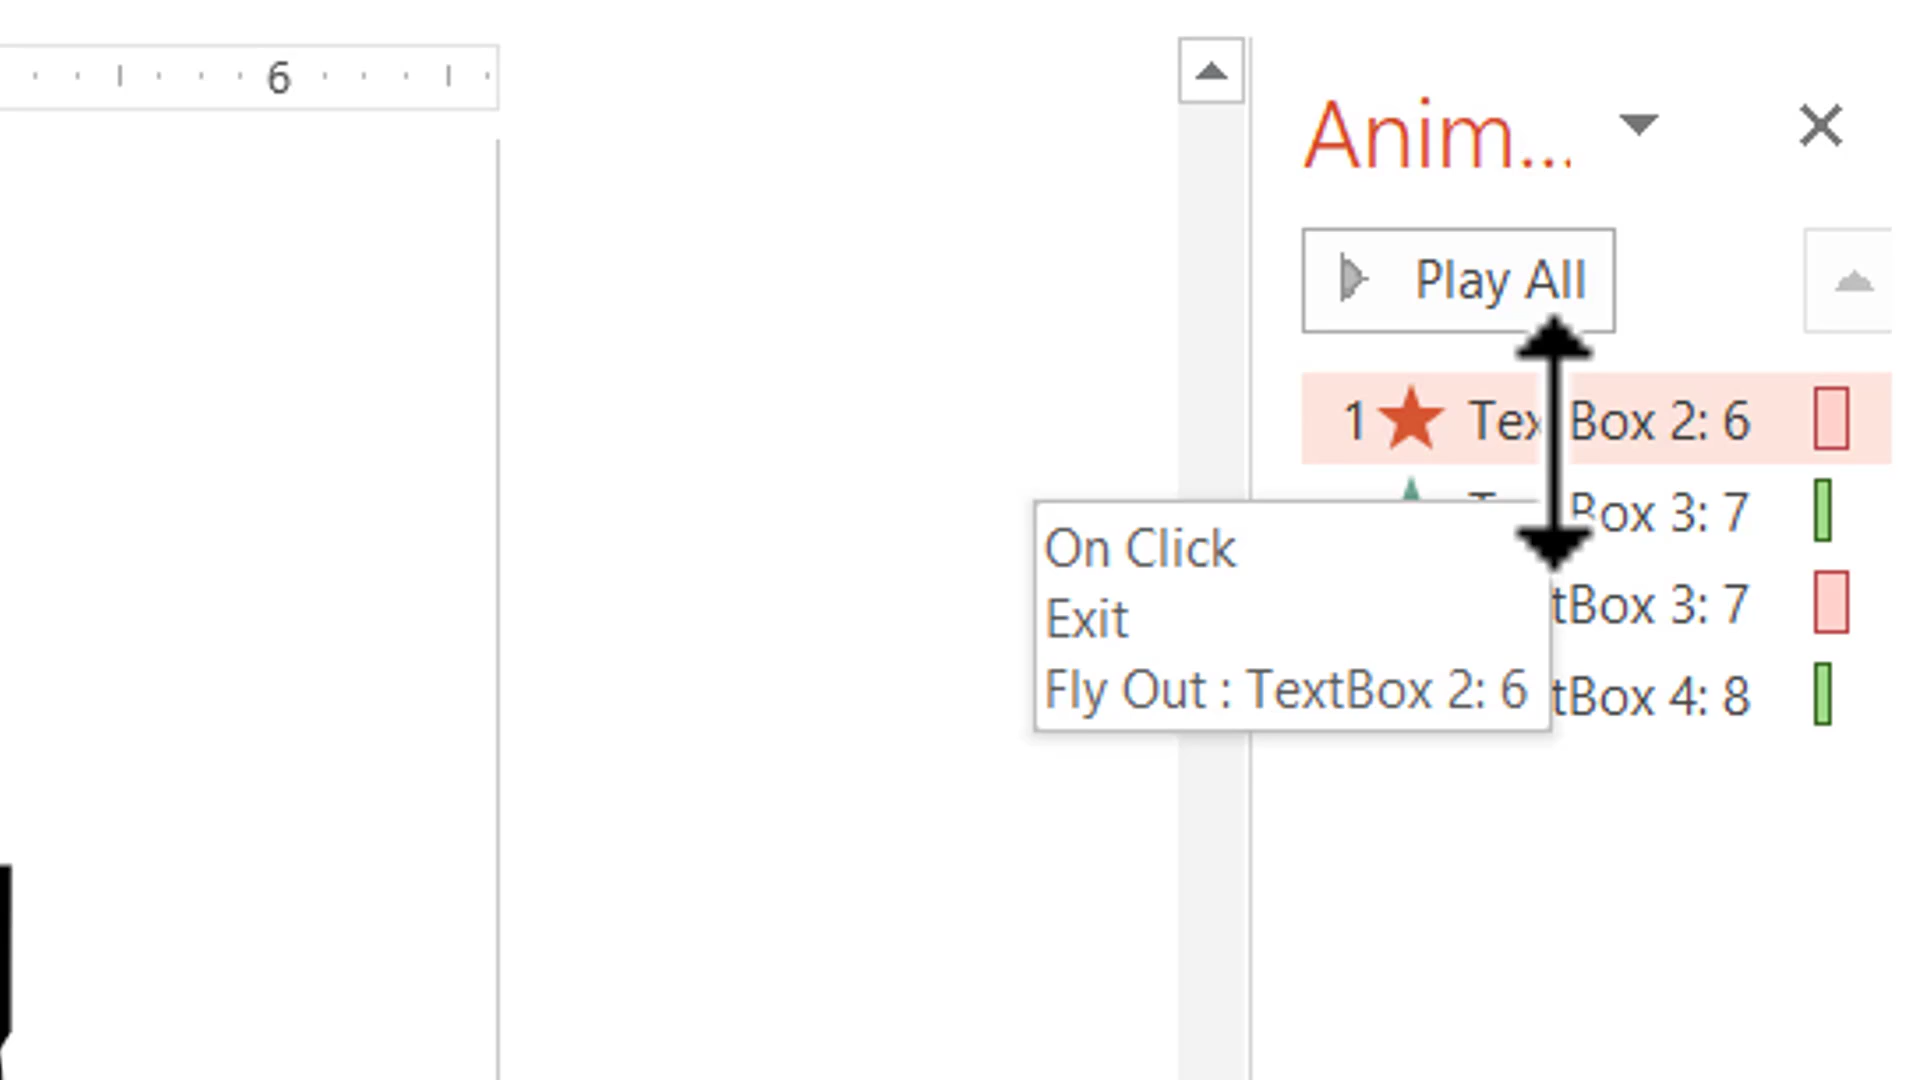 6
Anim...
Play All
1 TextBox 2: 6
Box 3: 7
tBox 3: 7
tBox 4: 8
On Click
Exit
Fly Out : TextBox 2: 6